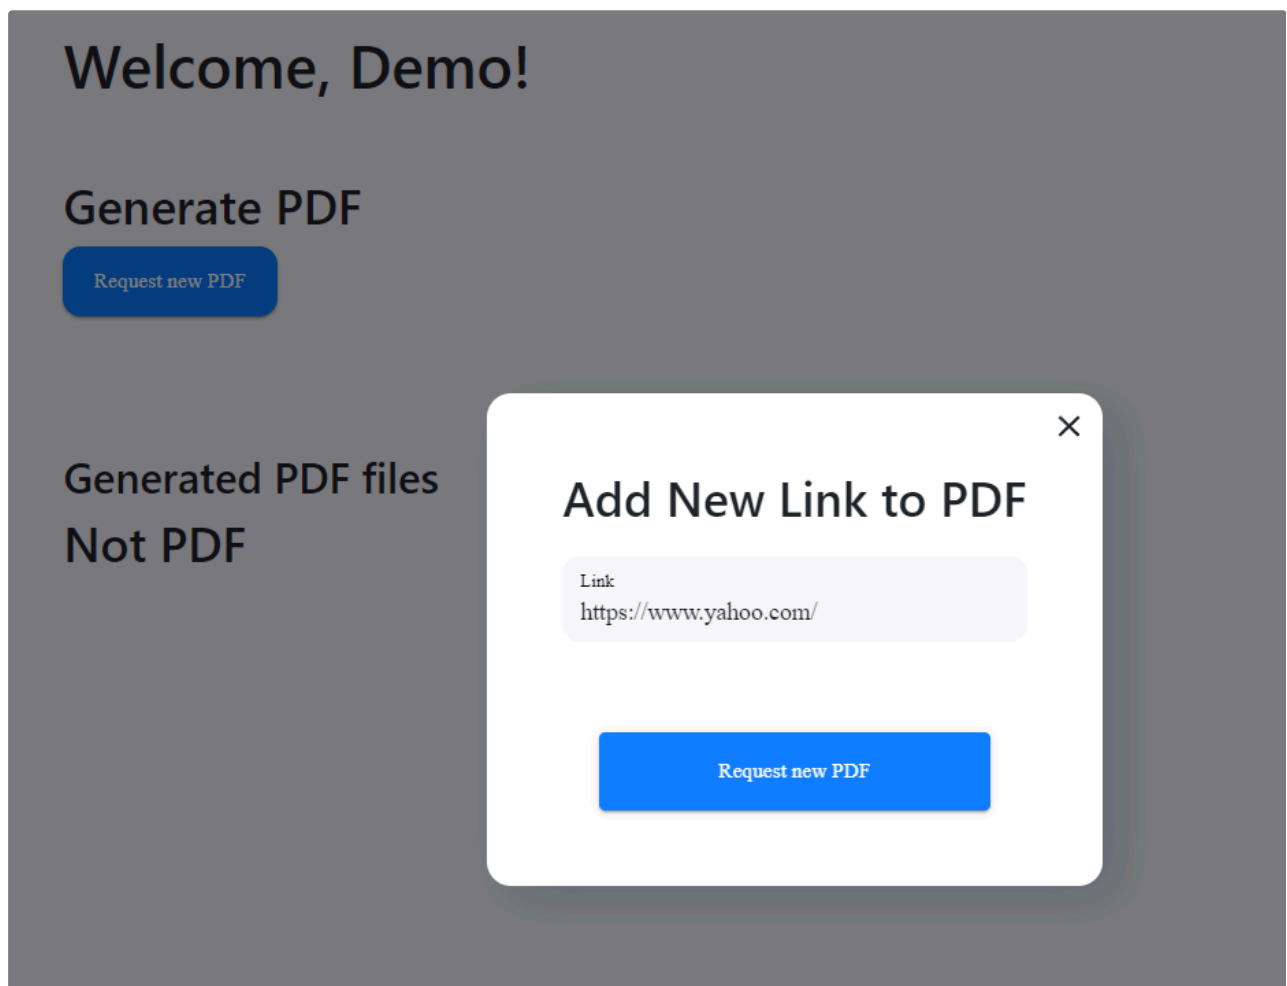 Welcome, Demo!
Generate PDF
Request new PDF
Generated PDF files
Not PDF
Add New Link to PDF
Link
https://www.yahoo.com/
Request new PDF